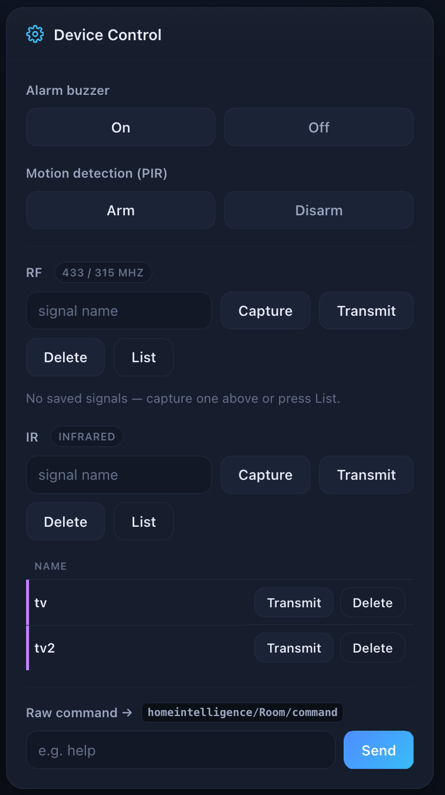 Device Control
Alarm buzzer
On Off
Motion detection (PIR)
Arm Disarm
RF 433 / 315 MHZ
signal name Capture Transmit
Delete List
No saved signals — capture one above or press List.
IR INFRARED
signal name Capture Transmit
Delete List
NAME
tv Transmit Delete
tv2 Transmit Delete
Raw command → homeintelligence/Room/command
e.g. help Send